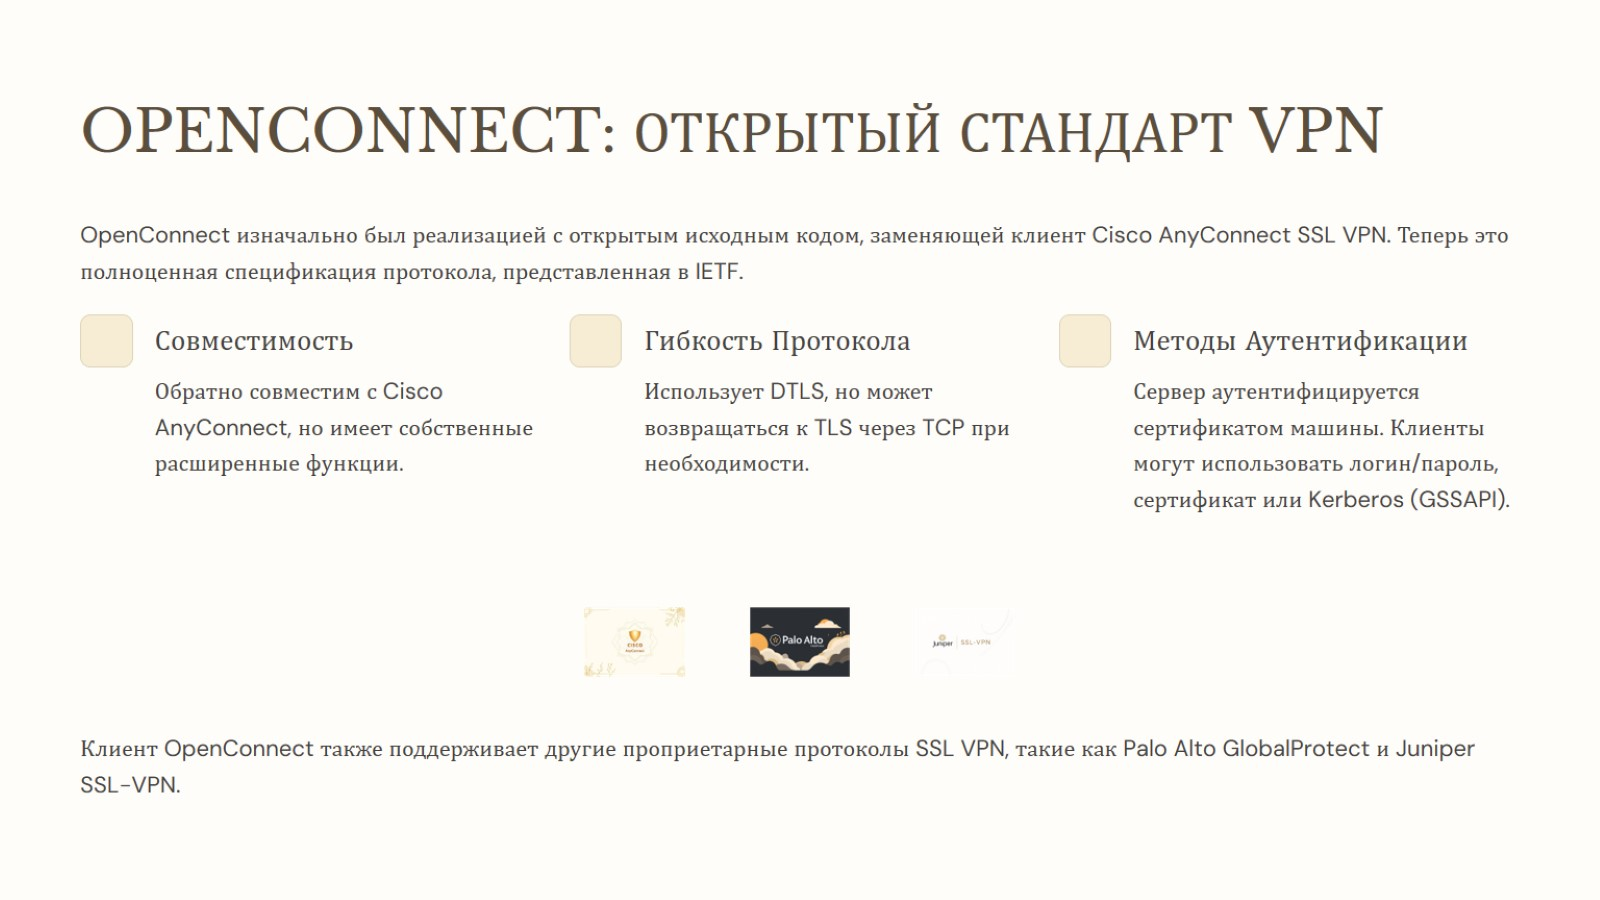 OPENCONNECT: ОТКРЫТЫЙ СТАНДАРТ VPN
OpenConnect изначально был реализацией с открытым исходным кодом, заменяющей клиент Cisco AnyConnect SSL VPN. Теперь это
полноценная спецификация протокола, представленная в IETF.
Совместимость
Обратно совместим с Cisco
AnyConnect, но имеет собственные
расширенные функции.
Гибкость Протокола
Использует DTLS, но может
возвращаться к TLS через TCP при
необходимости.
Методы Аутентификации
Сервер аутентифицируется
сертификатом машины. Клиенты
могут использовать логин/пароль,
сертификат или Kerberos (GSSAPI).
cisco
Palo Alto
Juniper SSL-VPN
Клиент OpenConnect также поддерживает другие проприетарные протоколы SSL VPN, такие как Palo Alto GlobalProtect и Juniper
SSL-VPN.